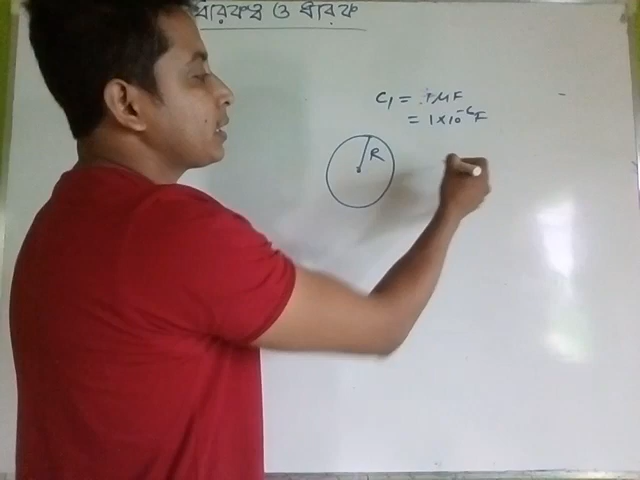 ধারকত্ব ও ধারক
C₁ = 1μF
= 1×10⁻⁶F
R